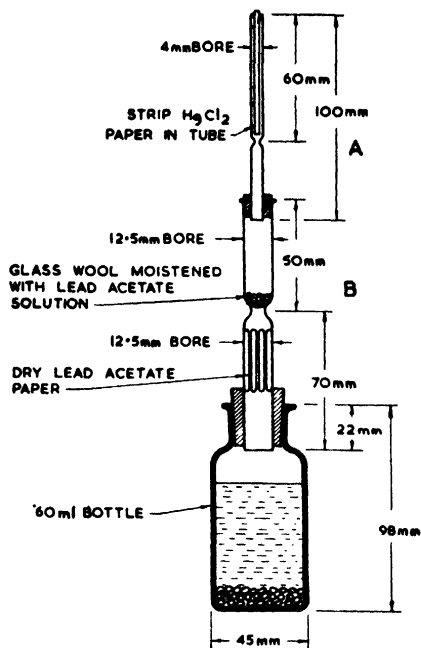 4mm BORE
60mm
100mm
STRIP HgCl2
PAPER IN TUBE
A
12·5mm BORE
50mm
GLASS WOOL MOISTENED
WITH LEAD ACETATE
SOLUTION
B
12·5mm BORE
70mm
DRY LEAD ACETATE
PAPER
22mm
60ml BOTTLE
98mm
45mm